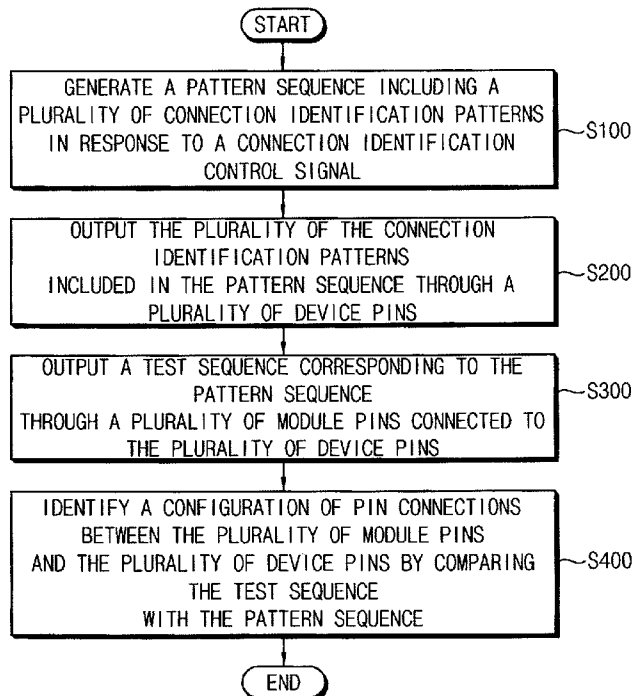 START
GENERATE A PATTERN SEQUENCE INCLUDING A
PLURALITY OF CONNECTION IDENTIFICATION PATTERNS
IN RESPONSE TO A CONNECTION IDENTIFICATION
CONTROL SIGNAL
S100
OUTPUT THE PLURALITY OF THE CONNECTION
IDENTIFICATION PATTERNS
INCLUDED IN THE PATTERN SEQUENCE THROUGH A
PLURALITY OF DEVICE PINS
S200
OUTPUT A TEST SEQUENCE CORRESPONDING TO THE
PATTERN SEQUENCE
THROUGH A PLURALITY OF MODULE PINS CONNECTED TO
THE PLURALITY OF DEVICE PINS
S300
IDENTIFY A CONFIGURATION OF PIN CONNECTIONS
BETWEEN THE PLURALITY OF MODULE PINS
AND THE PLURALITY OF DEVICE PINS BY COMPARING
THE TEST SEQUENCE
WITH THE PATTERN SEQUENCE
S400
END